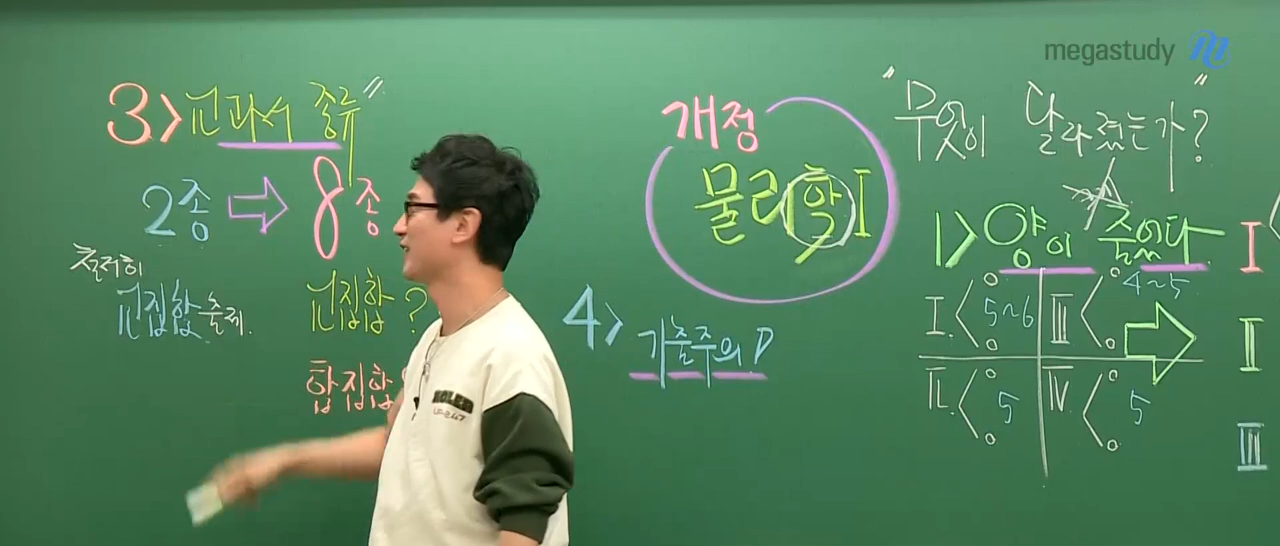 megastudy
3> 교과서 종류"
2종 ⇨ 8종
철저히
교집합 출제.
교집합?
합집합
4> 기출주의
개정
물리학I
"무엇이 달라졌는가?"
1> 양이 줄었다
I 5~6
III 4~5
II 5
IV 5
I
II
III